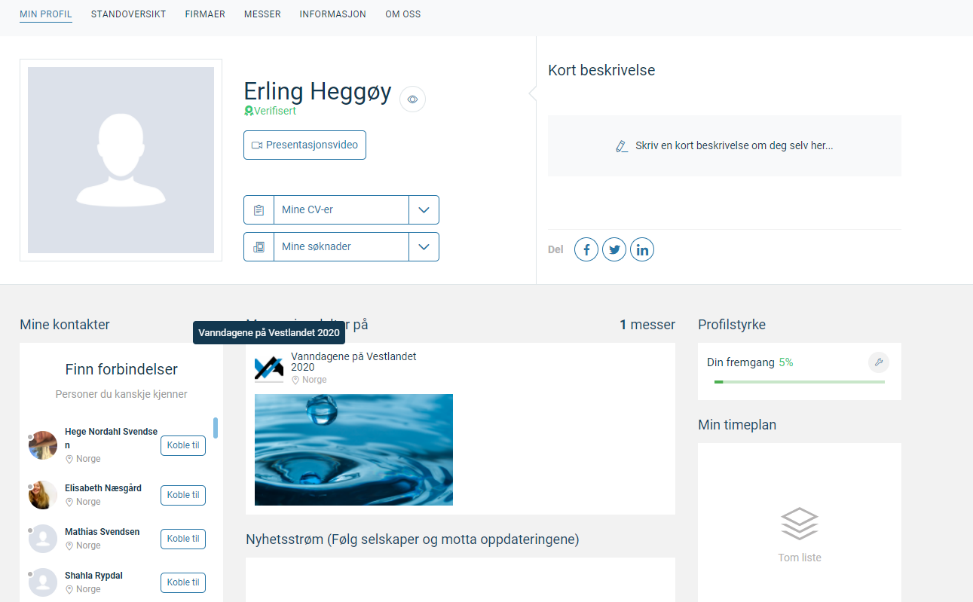 MIN PROFIL STANDOVERSIKT FIRMAER MESSER INFORMASJON OM OSS
Erling Heggøy
Verifisert
Presentasjonsvideo
Mine CV-er
Mine søknader
Kort beskrivelse
Skriv en kort beskrivelse om deg selv her...
Del
Mine kontakter
Finn forbindelser
Personer du kanskje kjenner
Hege Nordahl Svendse
n
Norge
Koble til
Elisabeth Næsgård
Norge
Koble til
Mathias Svendsen
Norge
Koble til
Shahla Rypdal
Norge
Koble til
på
1 messer
Vanndagene på Vestlandet 2020
Vanndagene på Vestlandet
2020
Norge
Nyhetsstrøm (Følg selskaper og motta oppdateringene)
Profilstyrke
Din fremgang 5%
Min timeplan
Tom liste